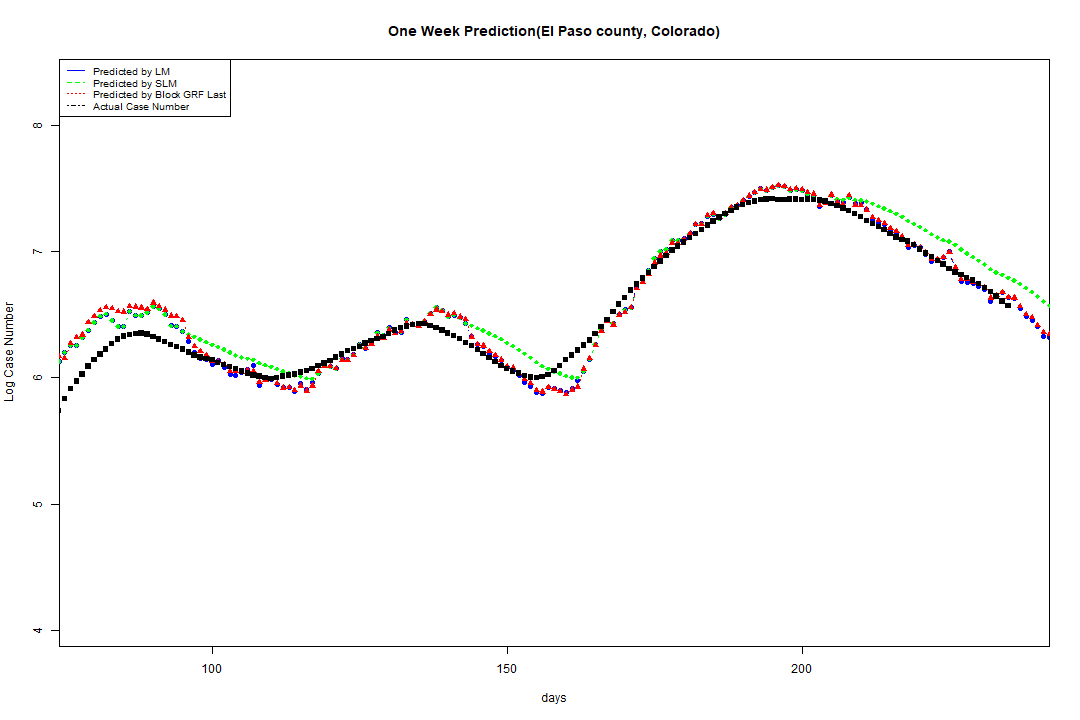 One Week Prediction(El Paso county, Colorado)
Predicted by LM
Predicted by SLM
Predicted by Block GRF Last
Actual Case Number
8
7
6
5
4
Log Case Number
100 150 200
days